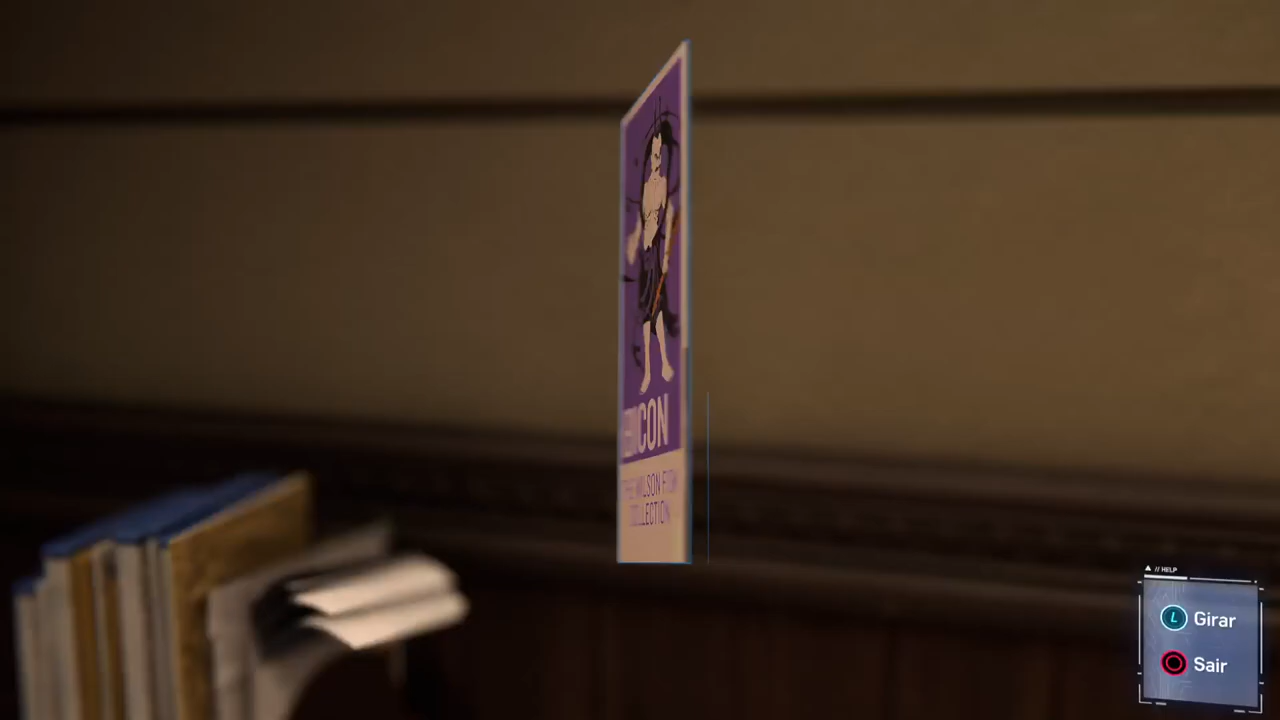 CON
THE WILSON FISK
COLLECTION
// HELP
L Girar
Sair